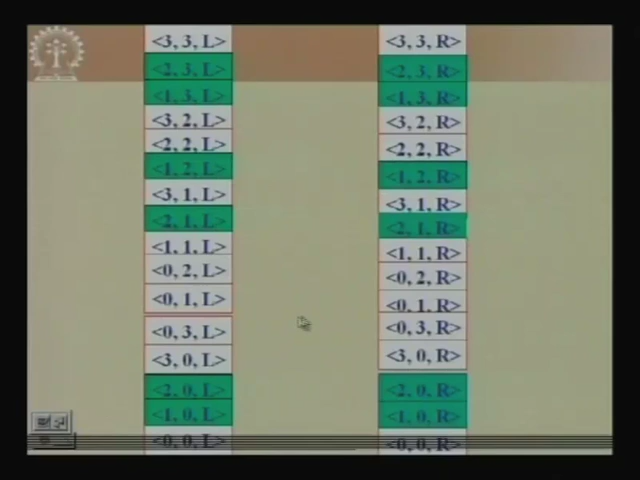 <3, 3, L> <3, 3, R>
<2, 3, L> <2, 3, R>
<1, 3, L> <1, 3, R>
<3, 2, L> <3, 2, R>
<2, 2, L> <2, 2, R>
<1, 2, L> <1, 2, R>
<3, 1, L> <3, 1, R>
<2, 1, L> <2, 1, R>
<1, 1, L> <1, 1, R>
<0, 2, L> <0, 2, R>
<0, 1, L> <0, 1, R>
<0, 3, L> <0, 3, R>
<3, 0, L> <3, 0, R>
<2, 0, L> <2, 0, R>
<1, 0, L> <1, 0, R>
<0, 0, L> <0, 0, R>